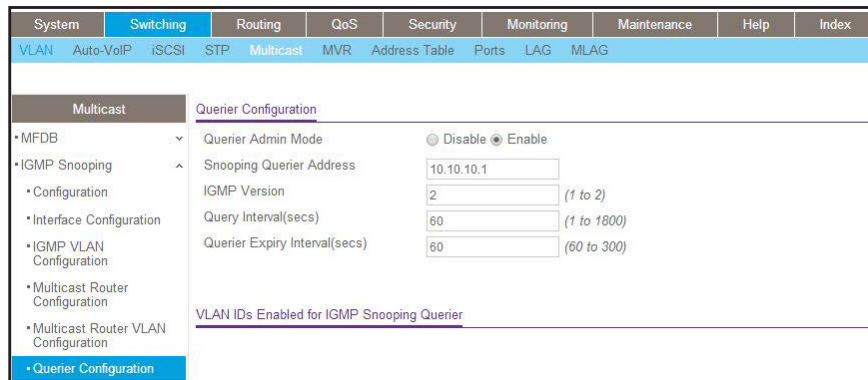 System Switching Routing QoS Security Monitoring Maintenance Help Index
VLAN Auto-VoIP iSCSI STP Multicast MVR Address Table Ports LAG MLAG
Multicast
MFDB
IGMP Snooping
Configuration
Interface Configuration
IGMP VLAN
Configuration
Multicast Router
Configuration
Multicast Router VLAN
Configuration
Querier Configuration
Querier Configuration
Querier Admin Mode Disable Enable
Snooping Querier Address 10.10.10.1
IGMP Version 2 (1 to 2)
Query Interval(secs) 60 (1 to 1800)
Querier Expiry Interval(secs) 60 (60 to 300)
VLAN IDs Enabled for IGMP Snooping Querier